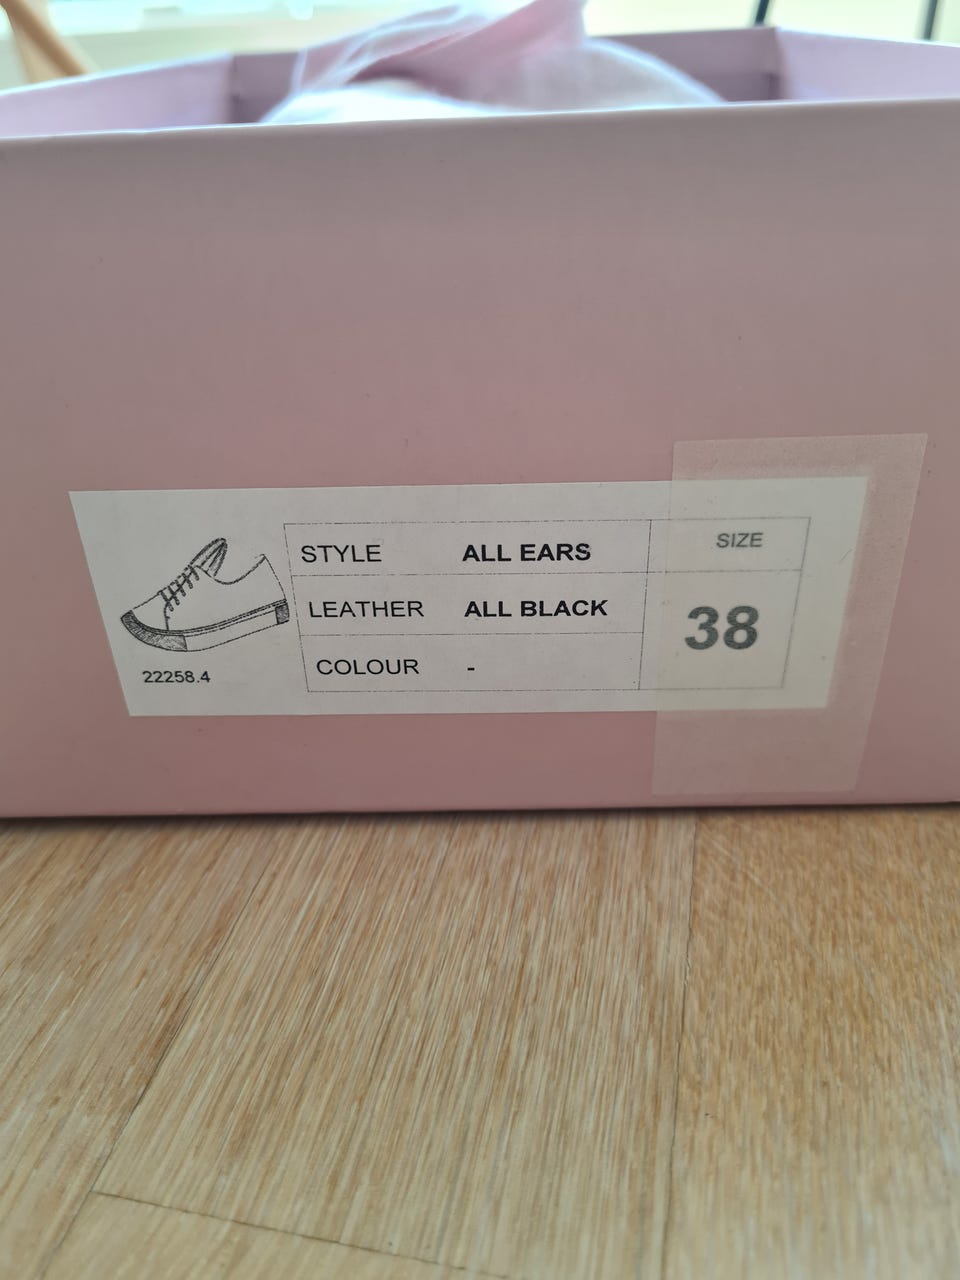 STYLE ALL EARS
LEATHER ALL BLACK
COLOUR -
SIZE
38
22258.4